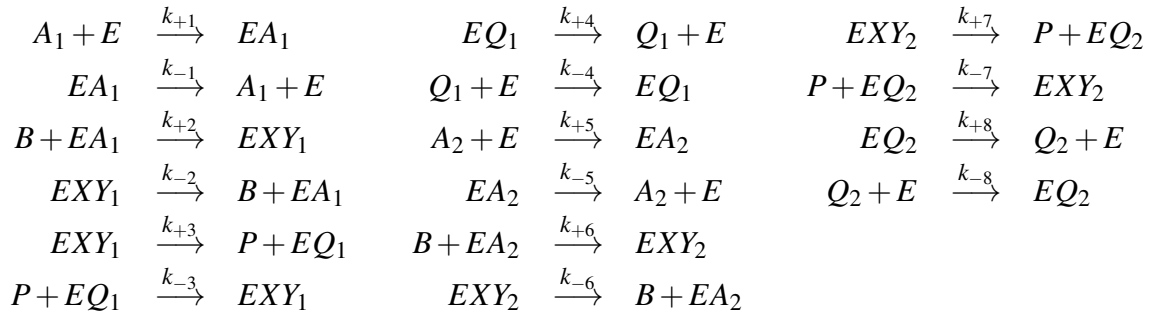 A₁ + E —k₊₁→ EA₁
EA₁ —k₋₁→ A₁ + E
B + EA₁ —k₊₂→ EXY₁
EXY₁ —k₋₂→ B + EA₁
EXY₁ —k₊₃→ P + EQ₁
P + EQ₁ —k₋₃→ EXY₁
EQ₁ —k₊₄→ Q₁ + E
Q₁ + E —k₋₄→ EQ₁
A₂ + E —k₊₅→ EA₂
EA₂ —k₋₅→ A₂ + E
B + EA₂ —k₊₆→ EXY₂
EXY₂ —k₋₆→ B + EA₂
EXY₂ —k₊₇→ P + EQ₂
P + EQ₂ —k₋₇→ EXY₂
EQ₂ —k₊₈→ Q₂ + E
Q₂ + E —k₋₈→ EQ₂